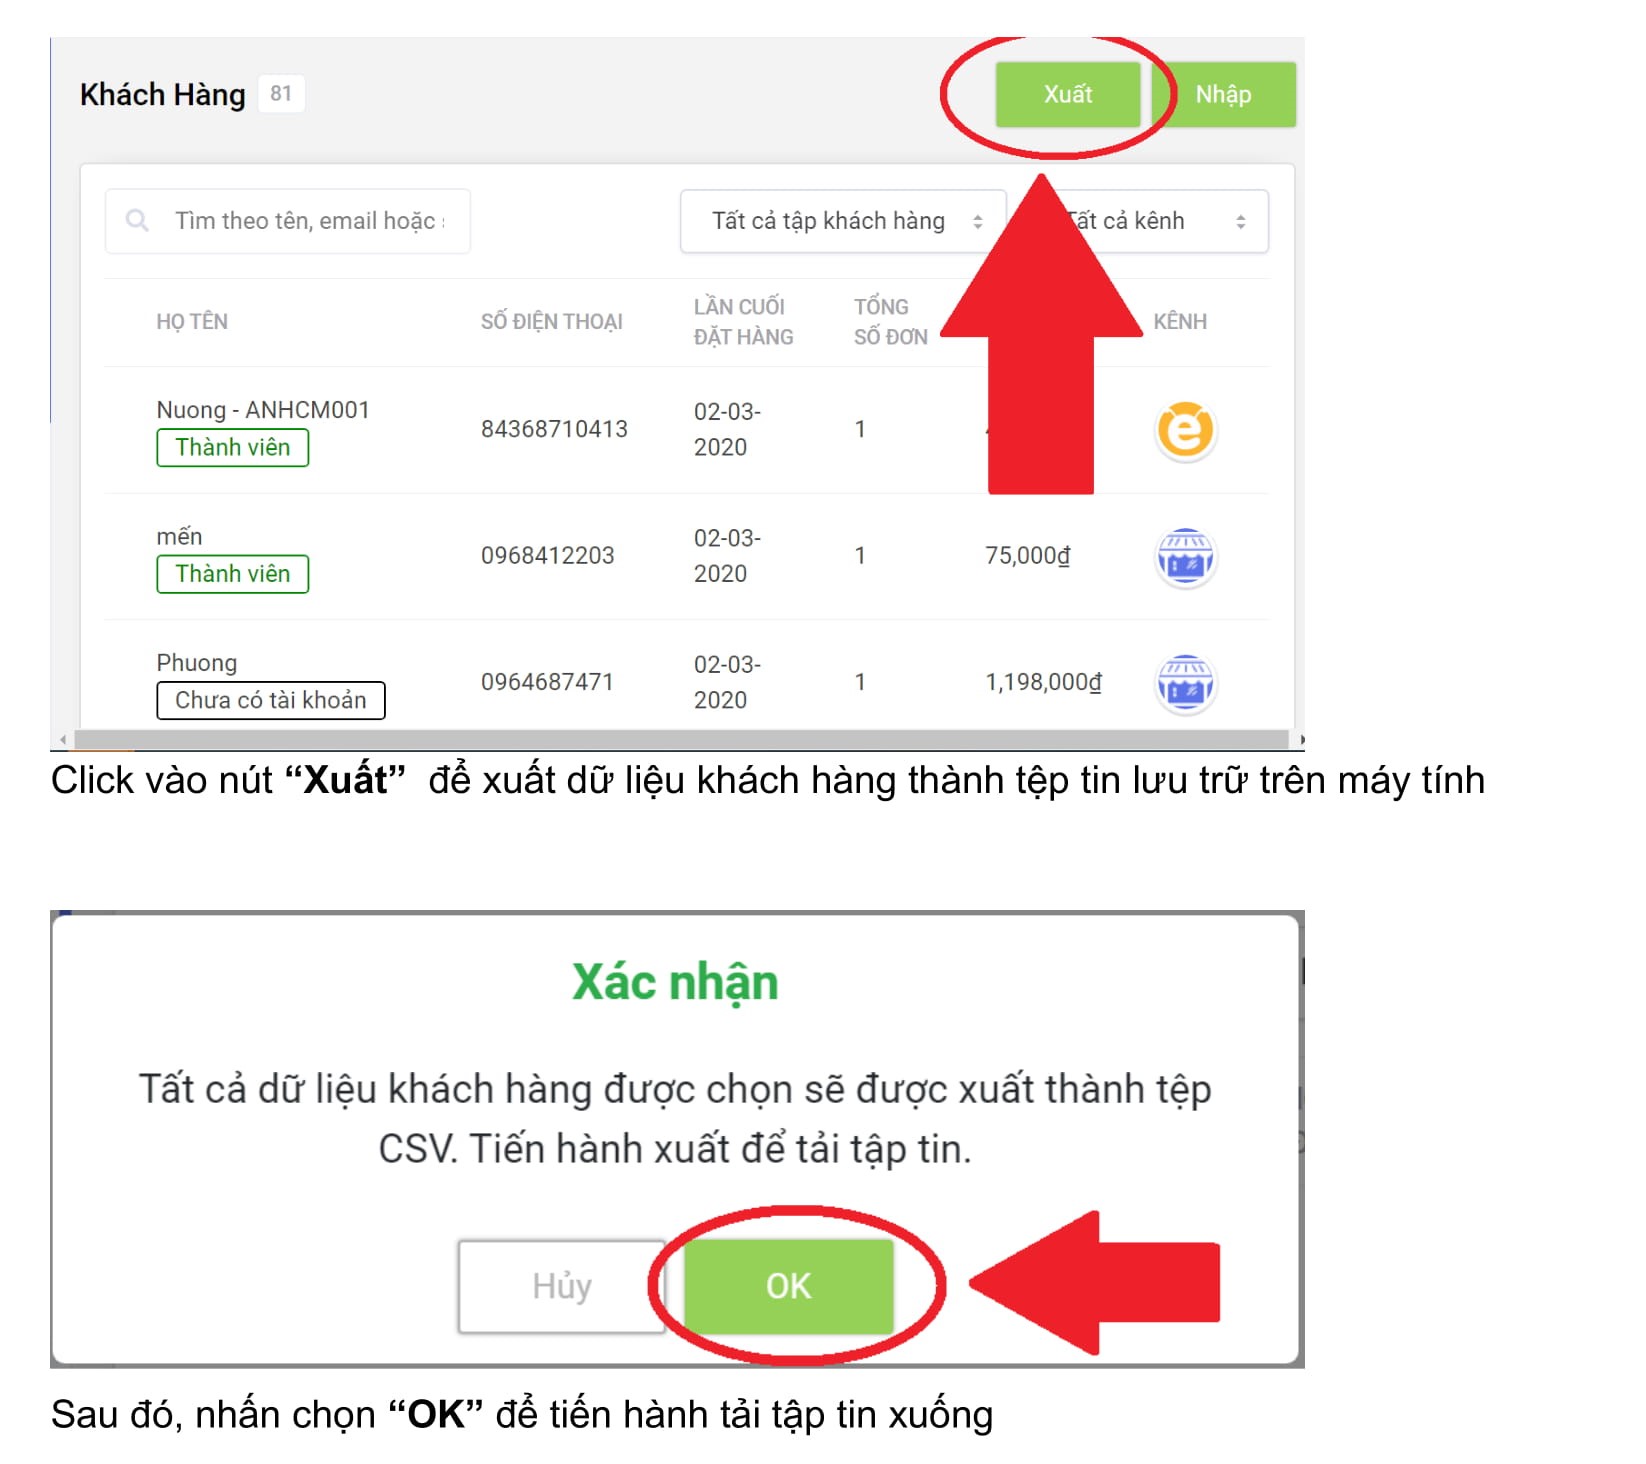 Khách Hàng 81
Xuất
Nhập
Tìm theo tên, email hoặc
Tất cả tập khách hàng
cả kênh
HỌ TÊN
SỐ ĐIỆN THOẠI
LẦN CUỐI
ĐẶT HÀNG
TỔNG
SỐ ĐƠN
KÊNH
Nuong - ANHCM001
Thành viên
84368710413
02-03-
2020
1
e
mến
Thành viên
0968412203
02-03-
2020
1
75,000₫
Phuong
Chưa có tài khoản
0964687471
02-03-
2020
1
1,198,000₫
Click vào nút “Xuất” để xuất dữ liệu khách hàng thành tệp tin lưu trữ trên máy tính
Xác nhận
Tất cả dữ liệu khách hàng được chọn sẽ được xuất thành tệp
CSV. Tiến hành xuất để tải tập tin.
Hủy
OK
Sau đó, nhấn chọn “OK” để tiến hành tải tập tin xuống